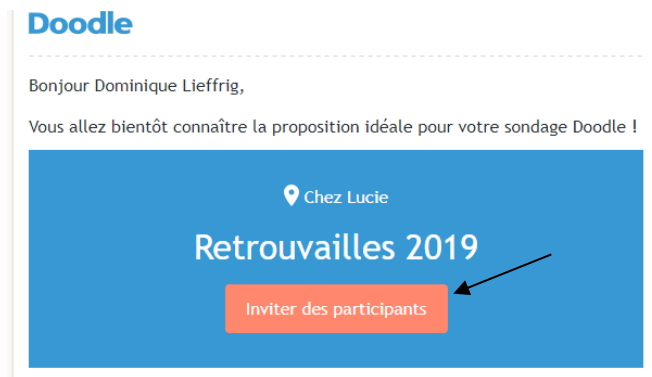 Doodle
Bonjour Dominique Lieffrig,
Vous allez bientôt connaître la proposition idéale pour votre sondage Doodle !
Chez Lucie
Retrouvailles 2019
Inviter des participants